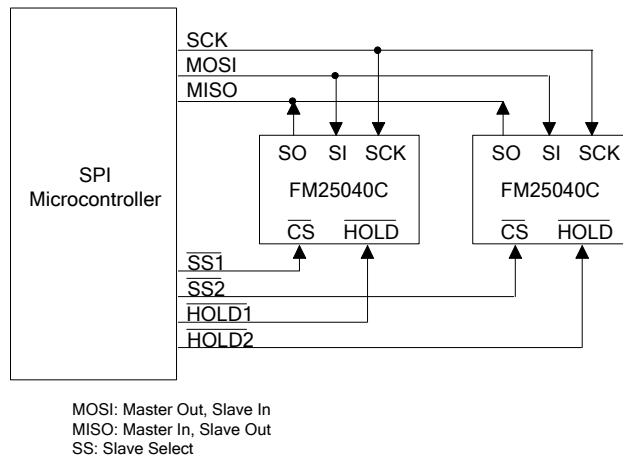 SCK
MOSI
MISO
SO SI SCK
SO SI SCK
SPI
Microcontroller
FM25040C
FM25040C
CS HOLD
CS HOLD
SS1
SS2
HOLD1
HOLD2
MOSI: Master Out, Slave In
MISO: Master In, Slave Out
SS: Slave Select